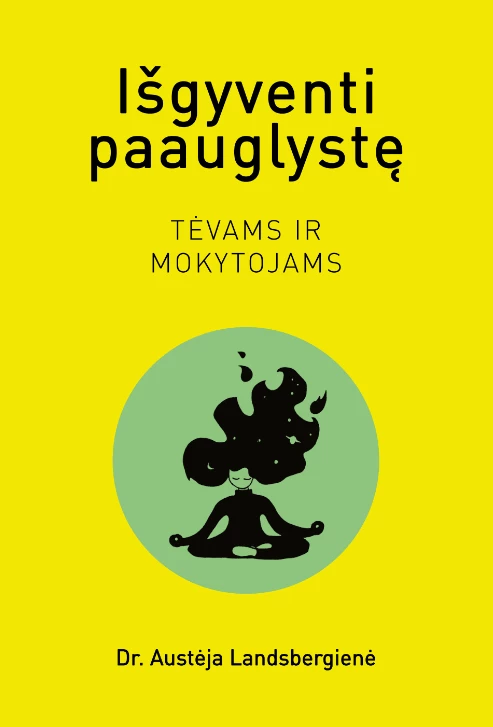 Išgyventi
paauglystę
TĖVAMS IR
MOKYTOJAMS
Dr. Austėja Landsbergienė